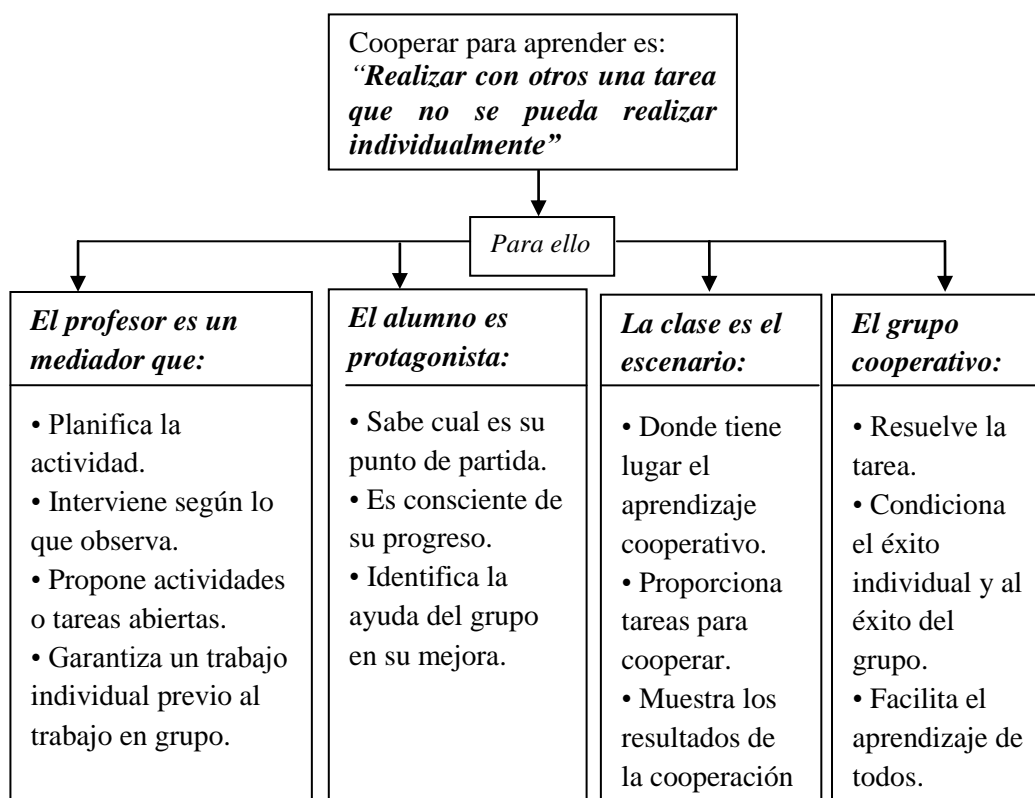 Cooperar para aprender es:
“Realizar con otros una tarea
que no se pueda realizar
individualmente”
Para ello
El profesor es un
mediador que:
• Planifica la
actividad.
• Interviene según lo
que observa.
• Propone actividades
o tareas abiertas.
• Garantiza un trabajo
individual previo al
trabajo en grupo.
El alumno es
protagonista:
• Sabe cual es su
punto de partida.
• Es consciente de
su progreso.
• Identifica la
ayuda del grupo
en su mejora.
La clase es el
escenario:
• Donde tiene
lugar el
aprendizaje
cooperativo.
• Proporciona
tareas para
cooperar.
• Muestra los
resultados de
la cooperación
El grupo
cooperativo:
• Resuelve la
tarea.
• Condiciona
el éxito
individual y al
éxito del
grupo.
• Facilita el
aprendizaje de
todos.